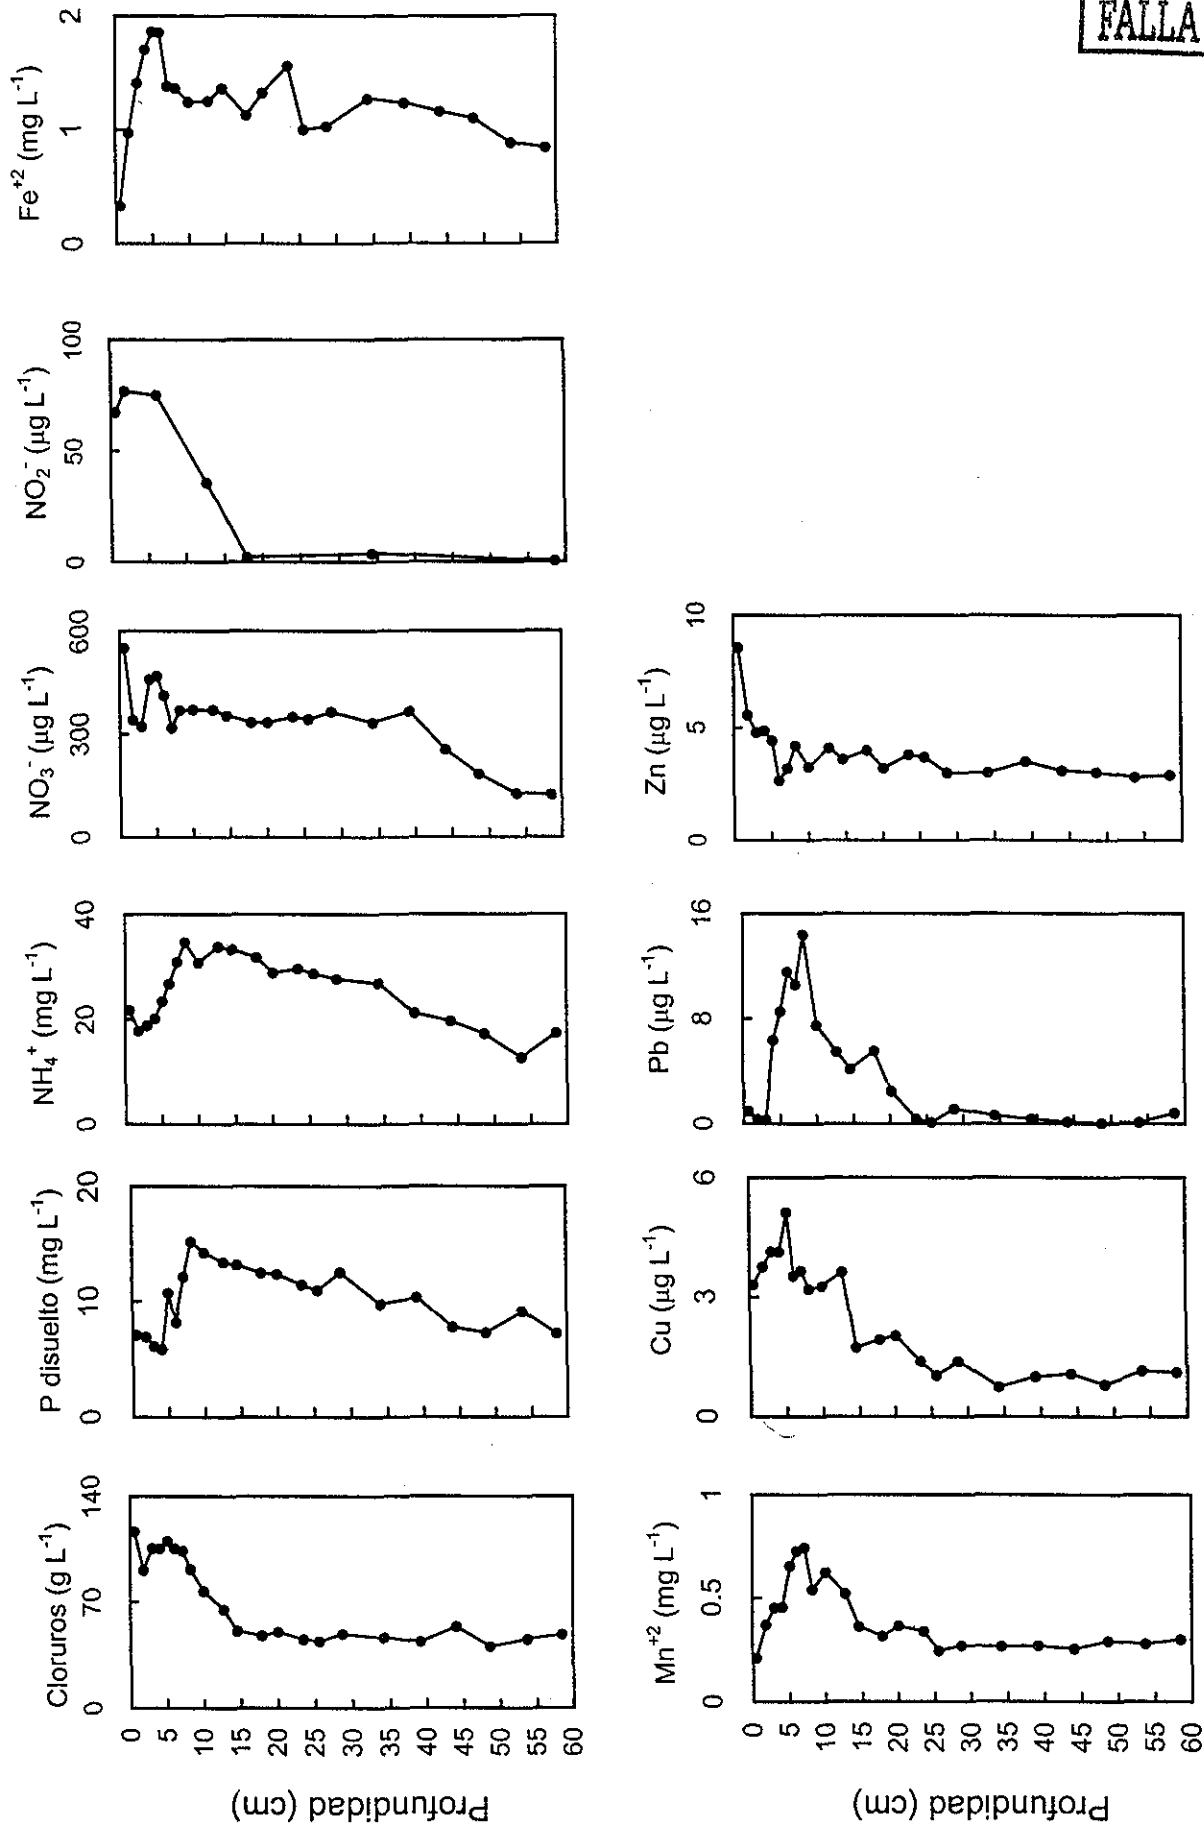 Cloruros (g L⁻¹)
0 70 140
P disuelto (mg L⁻¹)
0 10 20
NH₄⁺ (mg L⁻¹)
0 20 40
NO₃⁻ (µg L⁻¹)
0 300 600
NO₂⁻ (µg L⁻¹)
0 50 100
Fe⁺² (mg L⁻¹)
0 1 2
Profundidad (cm)
0
5
10
15
20
25
30
35
40
45
50
55
60
Mn⁺² (mg L⁻¹)
0 0.5 1
Cu (µg L⁻¹)
0 3 6
Pb (µg L⁻¹)
0 8 16
Zn (µg L⁻¹)
0 5 10
Profundidad (cm)
0
5
10
15
20
25
30
35
40
45
50
55
60
FALLA